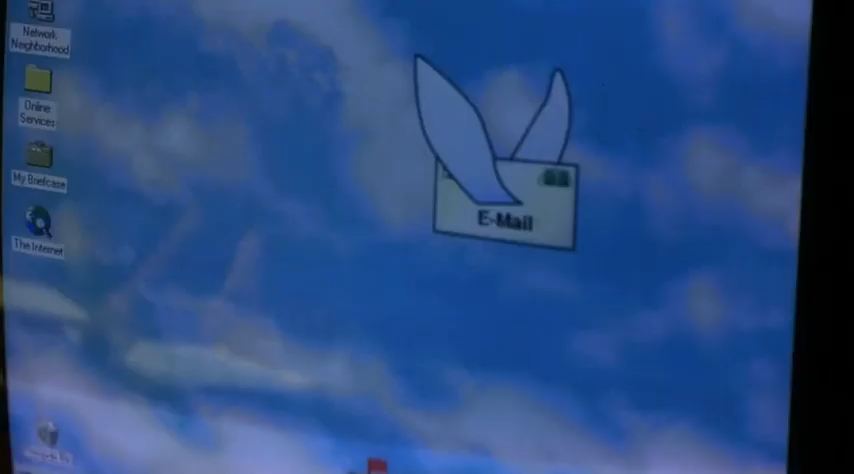 Network
Neighborhood
Online
Services
My Briefcase
The Internet
E-Mail